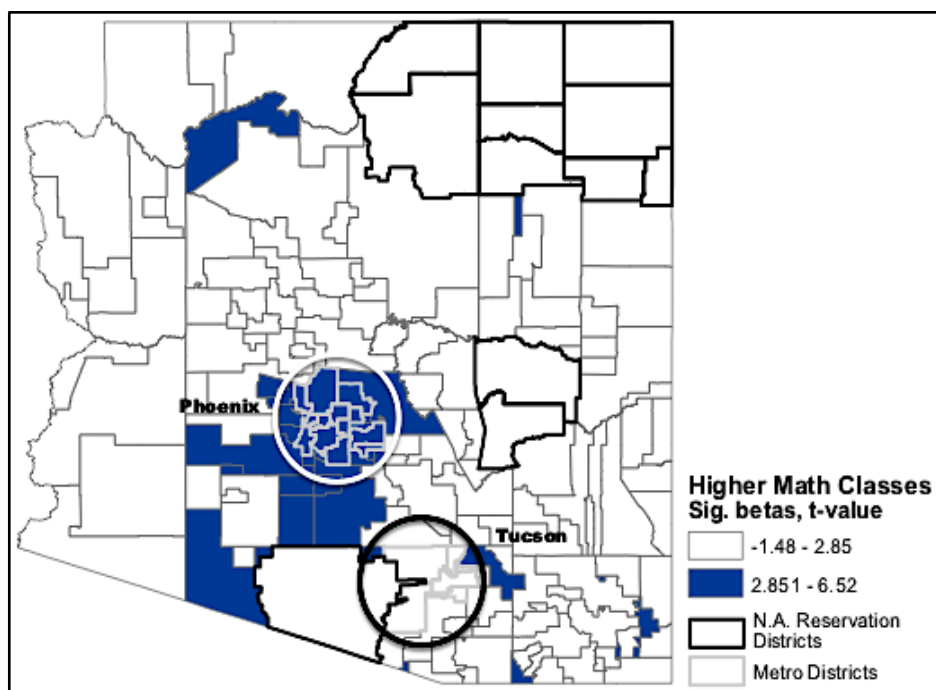 Phoenix
Tucson
Higher Math Classes
Sig. betas, t-value
-1.48 - 2.85
2.851 - 6.52
N.A. Reservation
Districts
Metro Districts